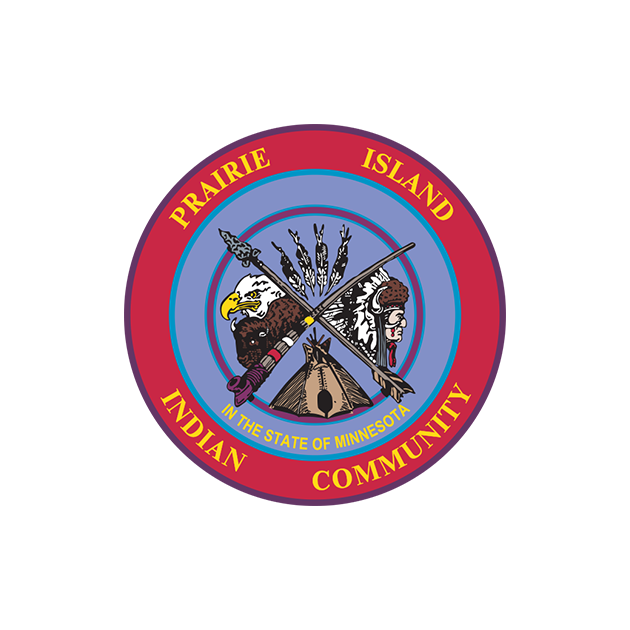 PRAIRIE ISLAND
INDIAN COMMUNITY
IN THE STATE OF MINNESOTA